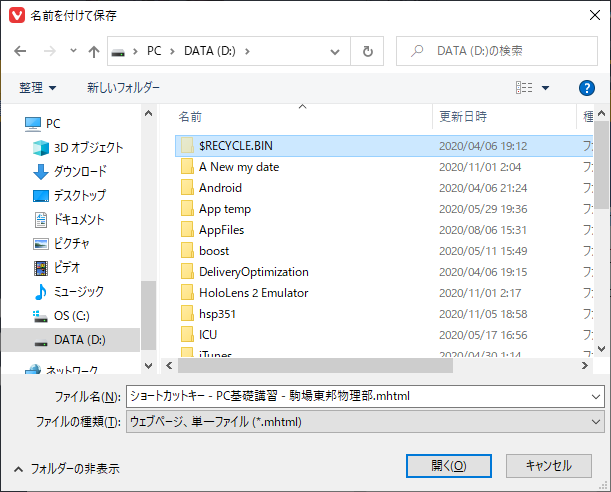 名前を付けて保存
PC
DATA (D:)
DATA (D:)の検索
整理
新しいフォルダー
?
PC
3D オブジェクト
ダウンロード
デスクトップ
ドキュメント
ピクチャ
ビデオ
ミュージック
OS (C:)
DATA (D:)
ネットワーク
名前 更新日時 種
$RECYCLE.BIN 2020/04/06 19:12 フ
A New my date 2020/11/01 2:04 フ
Android 2020/04/06 21:24 フ
App temp 2020/05/29 19:36 フ
AppFiles 2020/08/06 15:31 フ
boost 2020/05/11 15:49 フ
DeliveryOptimization 2020/04/06 19:15 フ
HoloLens 2 Emulator 2020/11/01 2:17 フ
hsp351 2020/11/05 18:58 フ
ICU 2020/05/17 16:56 フ
iTunes 2020/04/30 1:14 フ
ファイル名(N): ショートカットキー - PC基礎講習 - 駒場東邦物理部.mhtml
ファイルの種類(T): ウェブページ、単一ファイル (*.mhtml)
フォルダーの非表示
開く(O)
キャンセル